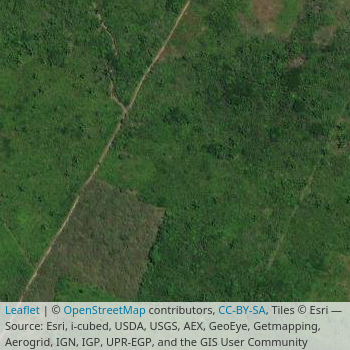 Leaflet | © OpenStreetMap contributors, CC-BY-SA, Tiles © Esri —
Source: Esri, i-cubed, USDA, USGS, AEX, GeoEye, Getmapping,
Aerogrid, IGN, IGP, UPR-EGP, and the GIS User Community